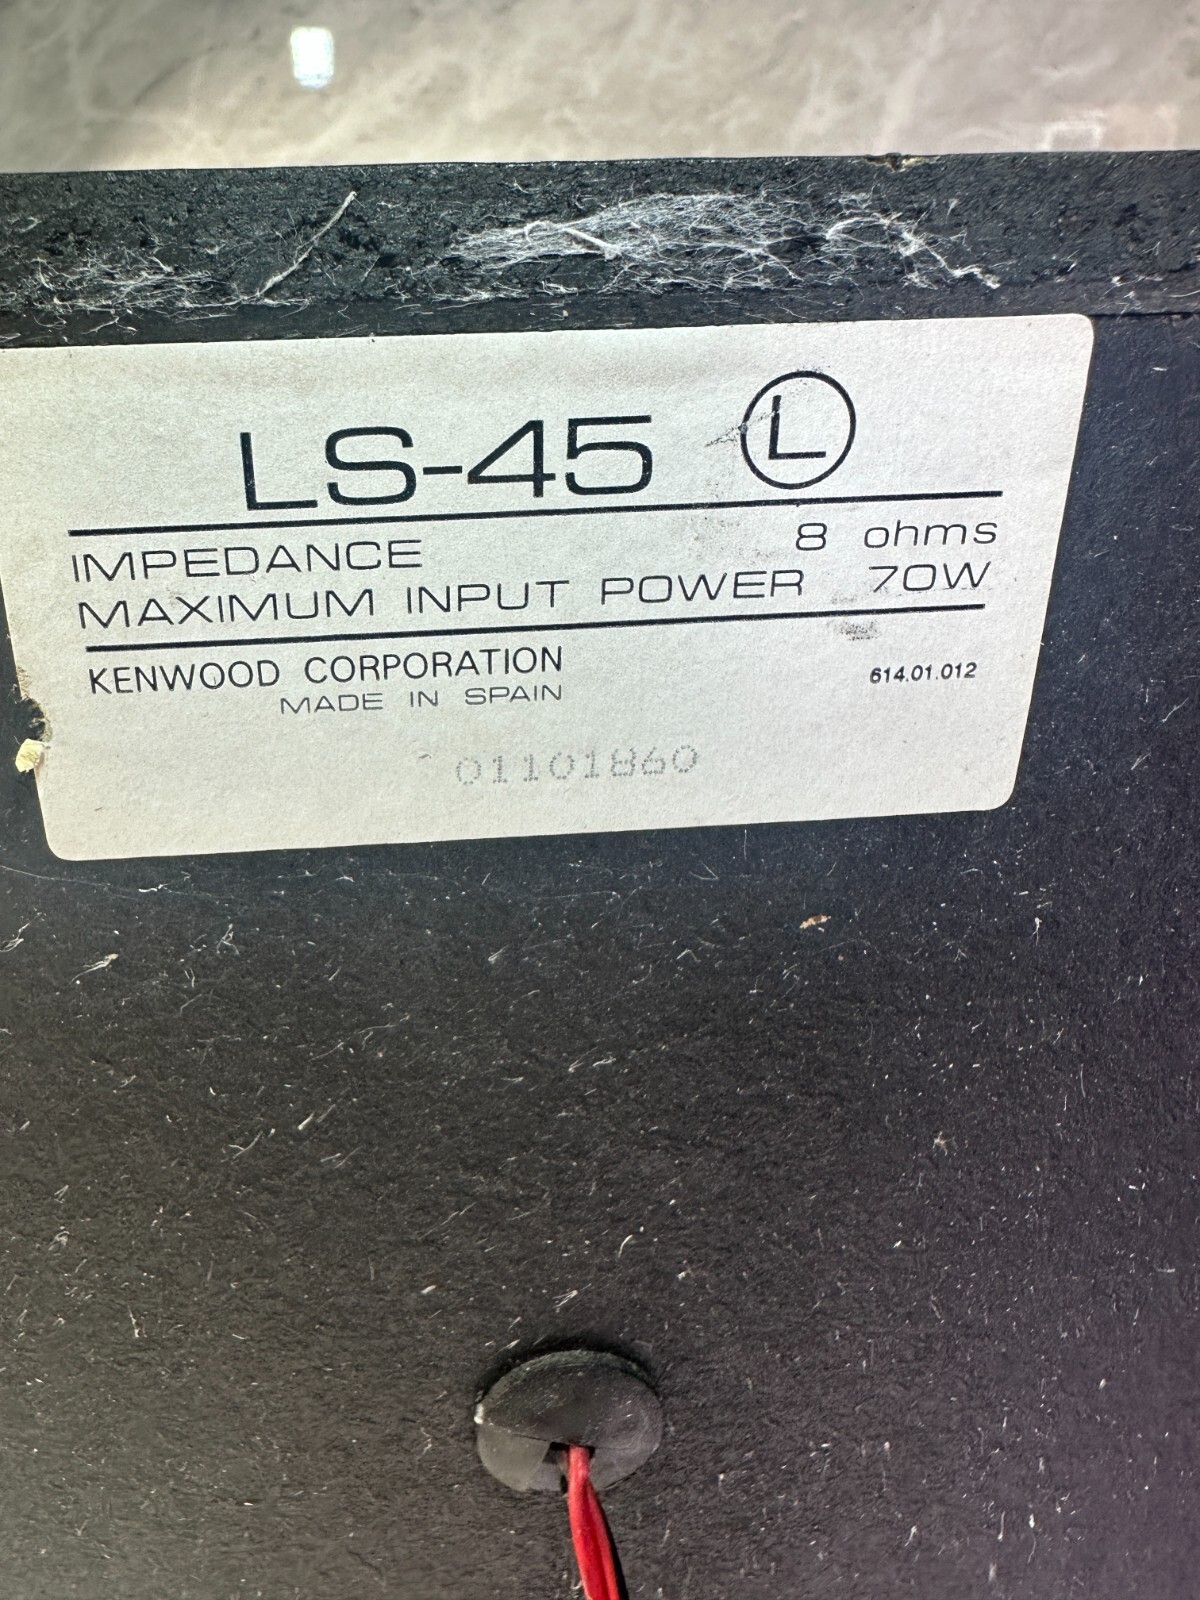 LS-45 L
IMPEDANCE 8 ohms
MAXIMUM INPUT POWER 70W
KENWOOD CORPORATION
MADE IN SPAIN 614.01.012
01101860